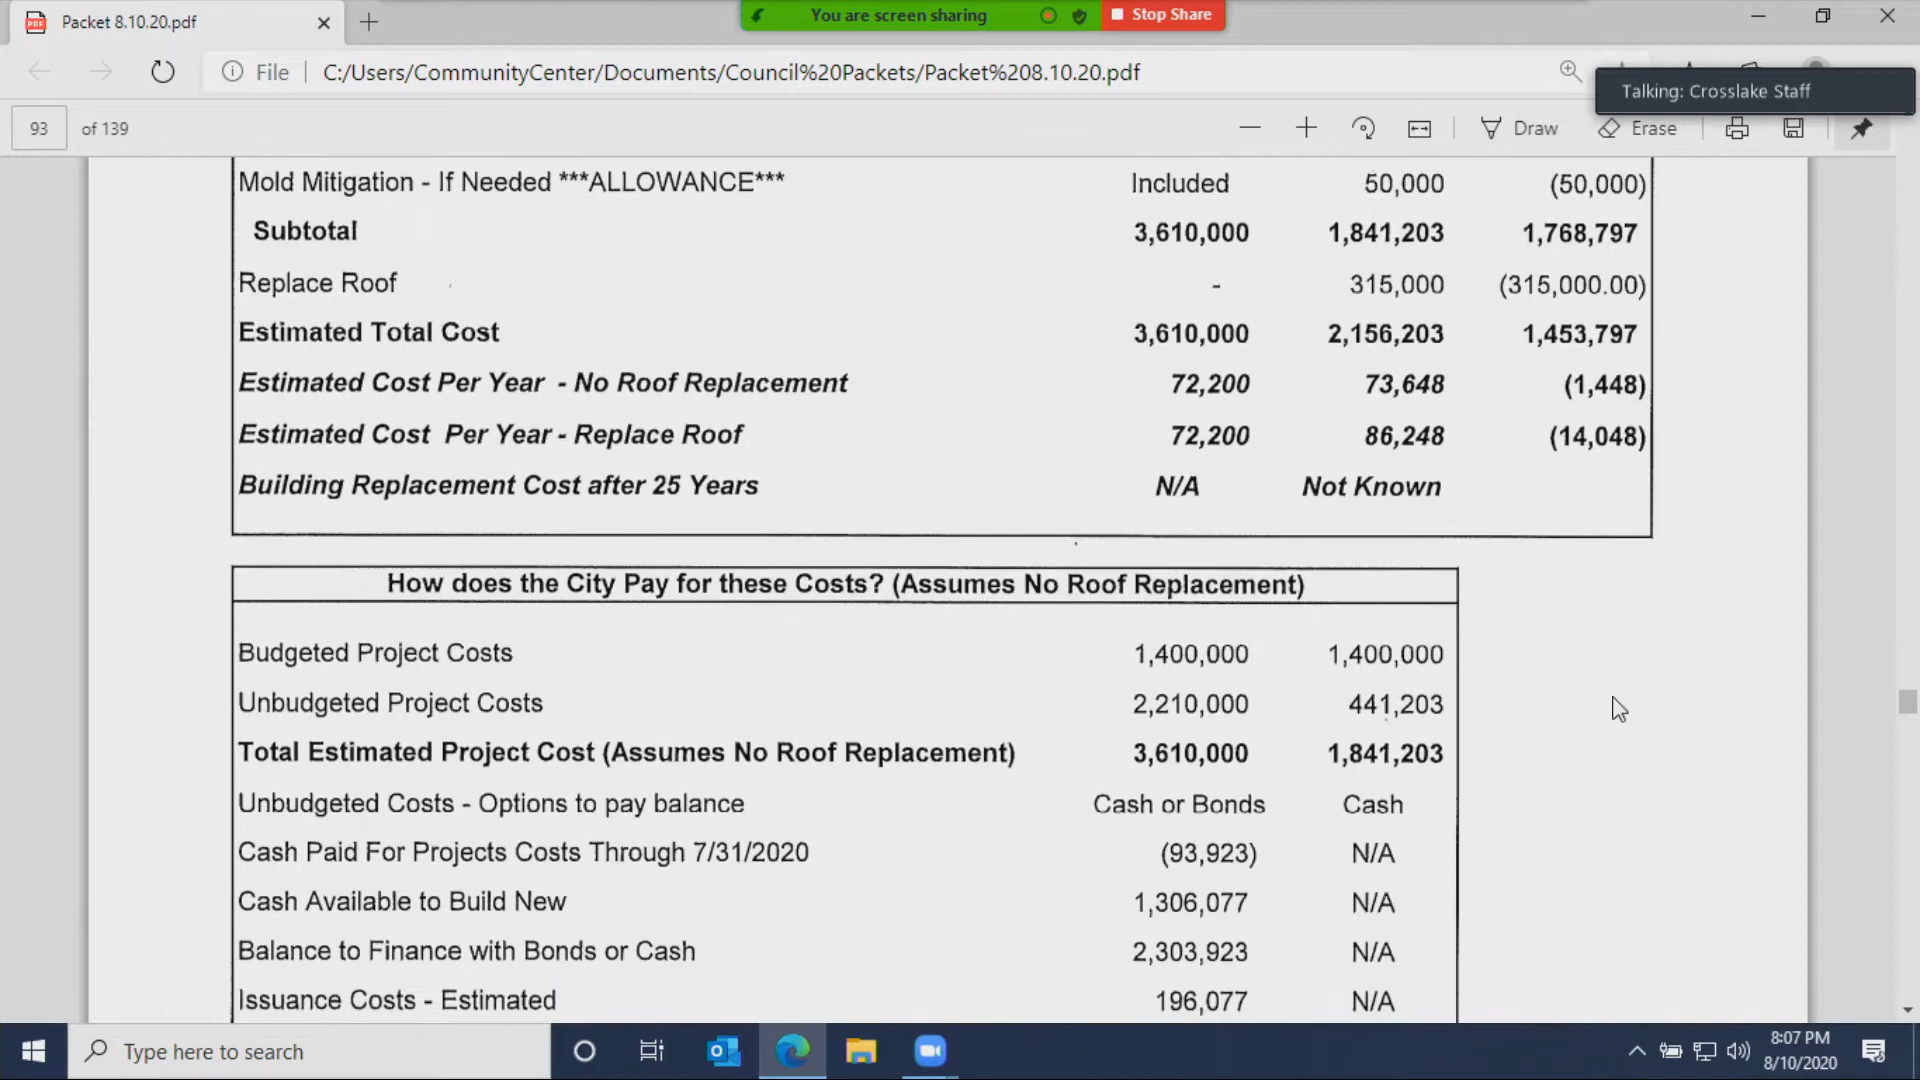 Packet 8.10.20.pdf
You are screen sharing
Stop Share
File C:/Users/CommunityCenter/Documents/Council%20Packets/Packet%208.10.20.pdf
Talking: Crosslake Staff
93 of 139
Draw
Erase
Mold Mitigation - If Needed ***ALLOWANCE*** Included 50,000 (50,000)
Subtotal 3,610,000 1,841,203 1,768,797
Replace Roof - 315,000 (315,000.00)
Estimated Total Cost 3,610,000 2,156,203 1,453,797
Estimated Cost Per Year - No Roof Replacement 72,200 73,648 (1,448)
Estimated Cost Per Year - Replace Roof 72,200 86,248 (14,048)
Building Replacement Cost after 25 Years N/A Not Known
How does the City Pay for these Costs? (Assumes No Roof Replacement)
Budgeted Project Costs 1,400,000 1,400,000
Unbudgeted Project Costs 2,210,000 441,203
Total Estimated Project Cost (Assumes No Roof Replacement) 3,610,000 1,841,203
Unbudgeted Costs - Options to pay balance Cash or Bonds Cash
Cash Paid For Projects Costs Through 7/31/2020 (93,923) N/A
Cash Available to Build New 1,306,077 N/A
Balance to Finance with Bonds or Cash 2,303,923 N/A
Issuance Costs - Estimated 196,077 N/A
Type here to search
8:07 PM
8/10/2020